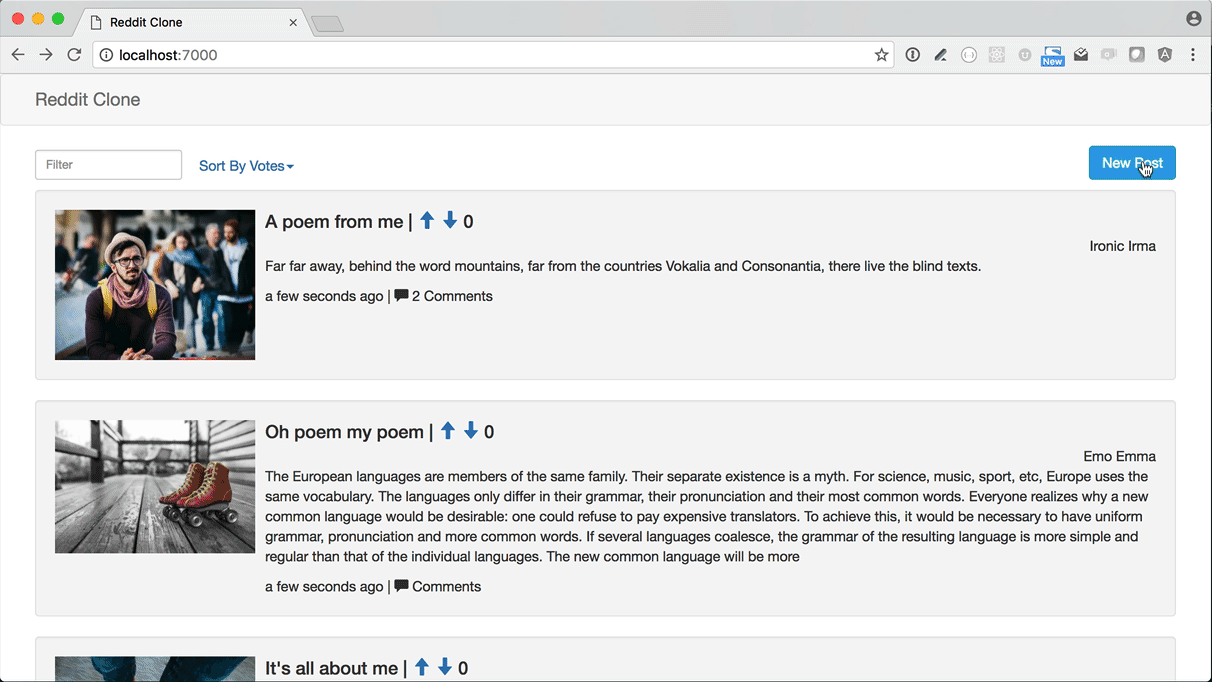 Reddit Clone
localhost:7000
New
Reddit Clone
Filter
Sort By Votes
New Post
A poem from me | 0
Ironic Irma
Far far away, behind the word mountains, far from the countries Vokalia and Consonantia, there live the blind texts.
a few seconds ago | 2 Comments
Oh poem my poem | 0
Emo Emma
The European languages are members of the same family. Their separate existence is a myth. For science, music, sport, etc, Europe uses the
same vocabulary. The languages only differ in their grammar, their pronunciation and their most common words. Everyone realizes why a new
common language would be desirable: one could refuse to pay expensive translators. To achieve this, it would be necessary to have uniform
grammar, pronunciation and more common words. If several languages coalesce, the grammar of the resulting language is more simple and
regular than that of the individual languages. The new common language will be more
a few seconds ago | Comments
It's all about me | 0